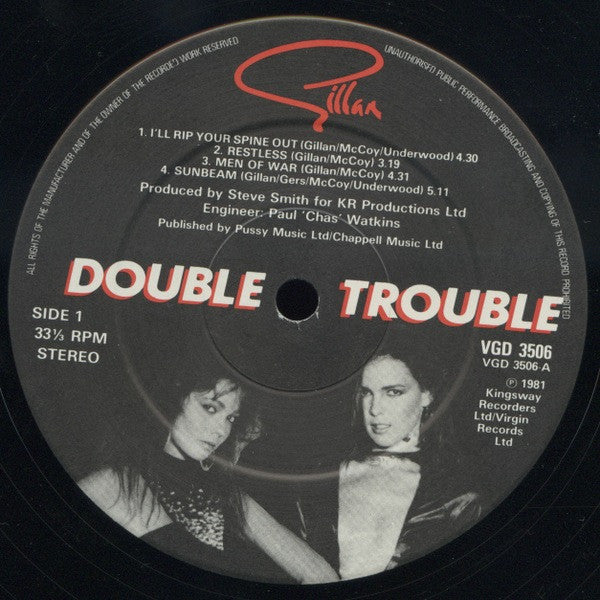 ALL RIGHTS OF THE MANUFACTURER AND OF THE OWNER OF THE RECORDED WORK RESERVED
UNAUTHORISED PUBLIC PERFORMANCE BROADCASTING AND COPYING OF THIS RECORD PROHIBITED
Gillan
1. I'LL RIP YOUR SPINE OUT (Gillan/McCoy/Underwood) 4.30
2. RESTLESS (Gillan/McCoy) 3.19
3. MEN OF WAR (Gillan/McCoy) 4.31
4. SUNBEAM (Gillan/Gers/McCoy/Underwood) 5.11
Produced by Steve Smith for KR Productions Ltd
Engineer: Paul 'Chas' Watkins
Published by Pussy Music Ltd/Chappell Music Ltd
DOUBLE TROUBLE
SIDE 1
33⅓ RPM
STEREO
VGD 3506
VGD 3506-A
℗ 1981
Kingsway
Recorders
Ltd/Virgin
Records
Ltd